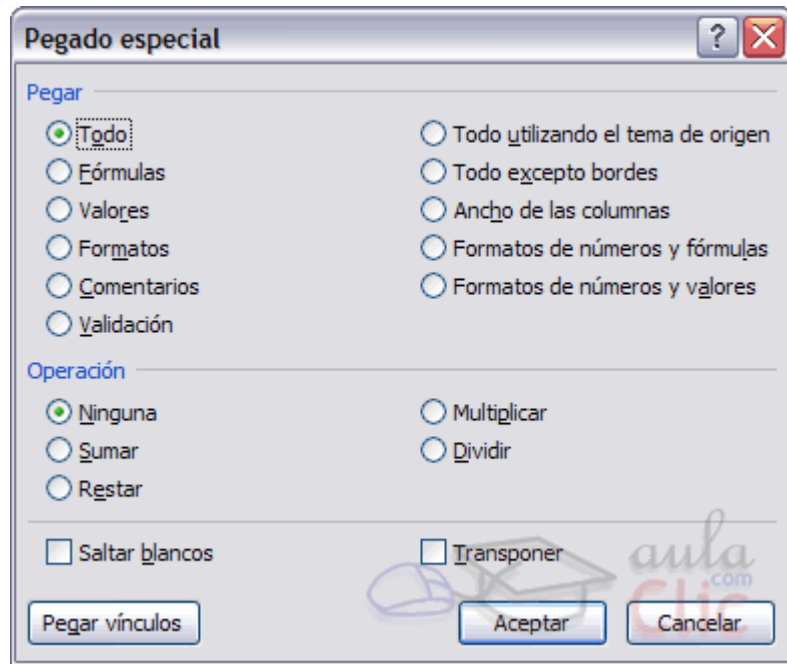 Pegado especial
Pegar
Todo
Todo utilizando el tema de origen
Fórmulas
Todo excepto bordes
Valores
Ancho de las columnas
Formatos
Formatos de números y fórmulas
Comentarios
Formatos de números y valores
Validación
Operación
Ninguna
Multiplicar
Sumar
Dividir
Restar
Saltar blancos
Transponer
aula
.com
Clic
Pegar vínculos
Aceptar
Cancelar